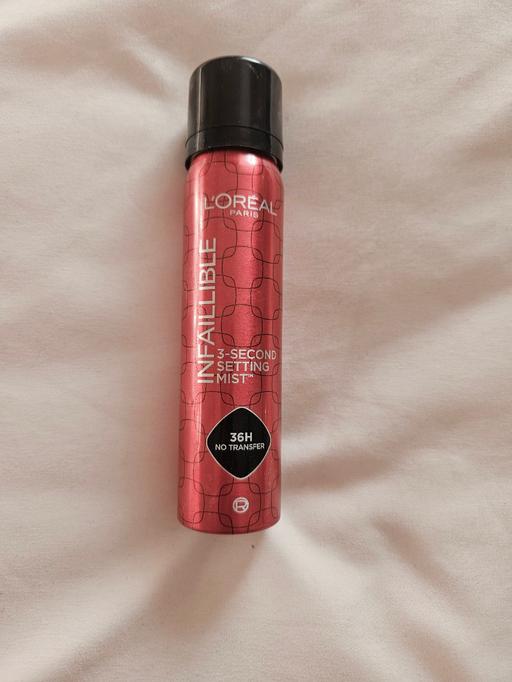 L'ORÉAL
PARIS
INFAILLIBLE
3-SECOND
SETTING
MIST™
36H
NO TRANSFER
R